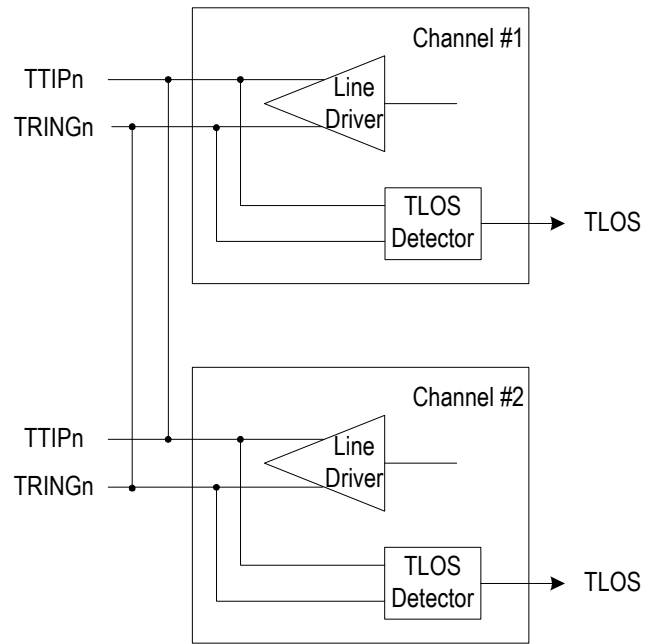 Channel #1
TTIPn
Line
Driver
TRINGn
TLOS
Detector
TLOS
Channel #2
TTIPn
Line
Driver
TRINGn
TLOS
Detector
TLOS